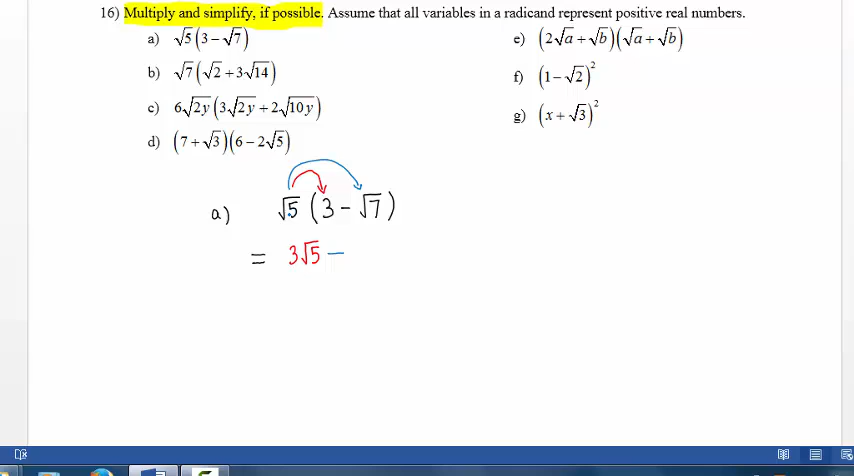 16) Multiply and simplify, if possible. Assume that all variables in a radicand represent positive real numbers.
a) √5(3−√7)
b) √7(√2+3√14)
c) 6√2y(3√2y+2√10y)
d) (7+√3)(6−2√5)
e) (2√a+√b)(√a+√b)
f) (1−√2)²
g) (x+√3)²
a) √5 (3 − √7)
= 3√5 −